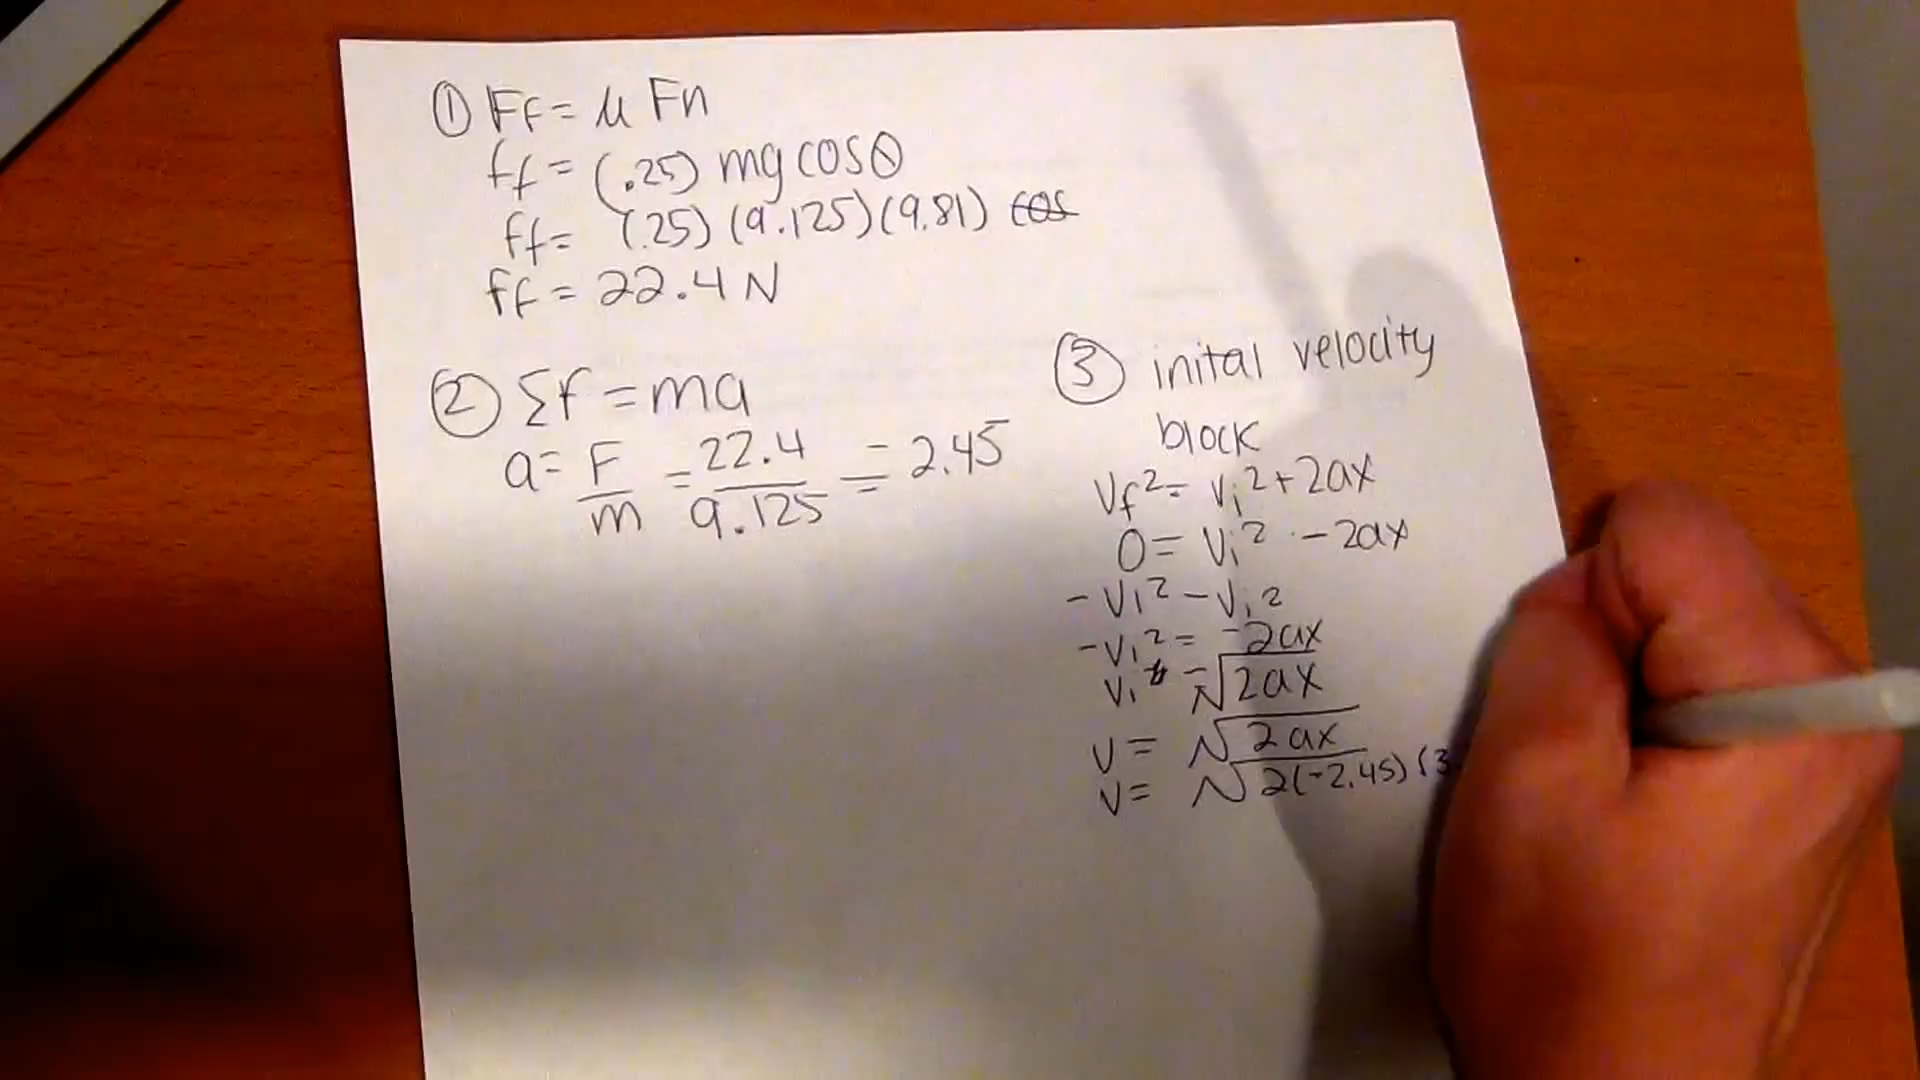 ① Ff = μ Fn
ff = (.25) mg cosθ
ff = (.25) (9.125) (9.81) cos
ff = 22.4 N
② Σf = ma
a = F/m = 22.4/9.125 = 2.45
③ inital velocity
block
Vf² = Vi² + 2ax
0 = Vi² - 2ax
-Vi² -Vi²
-Vi² = -2ax
Vi = √2ax
V = √2ax
V = √2(-2.45)(3